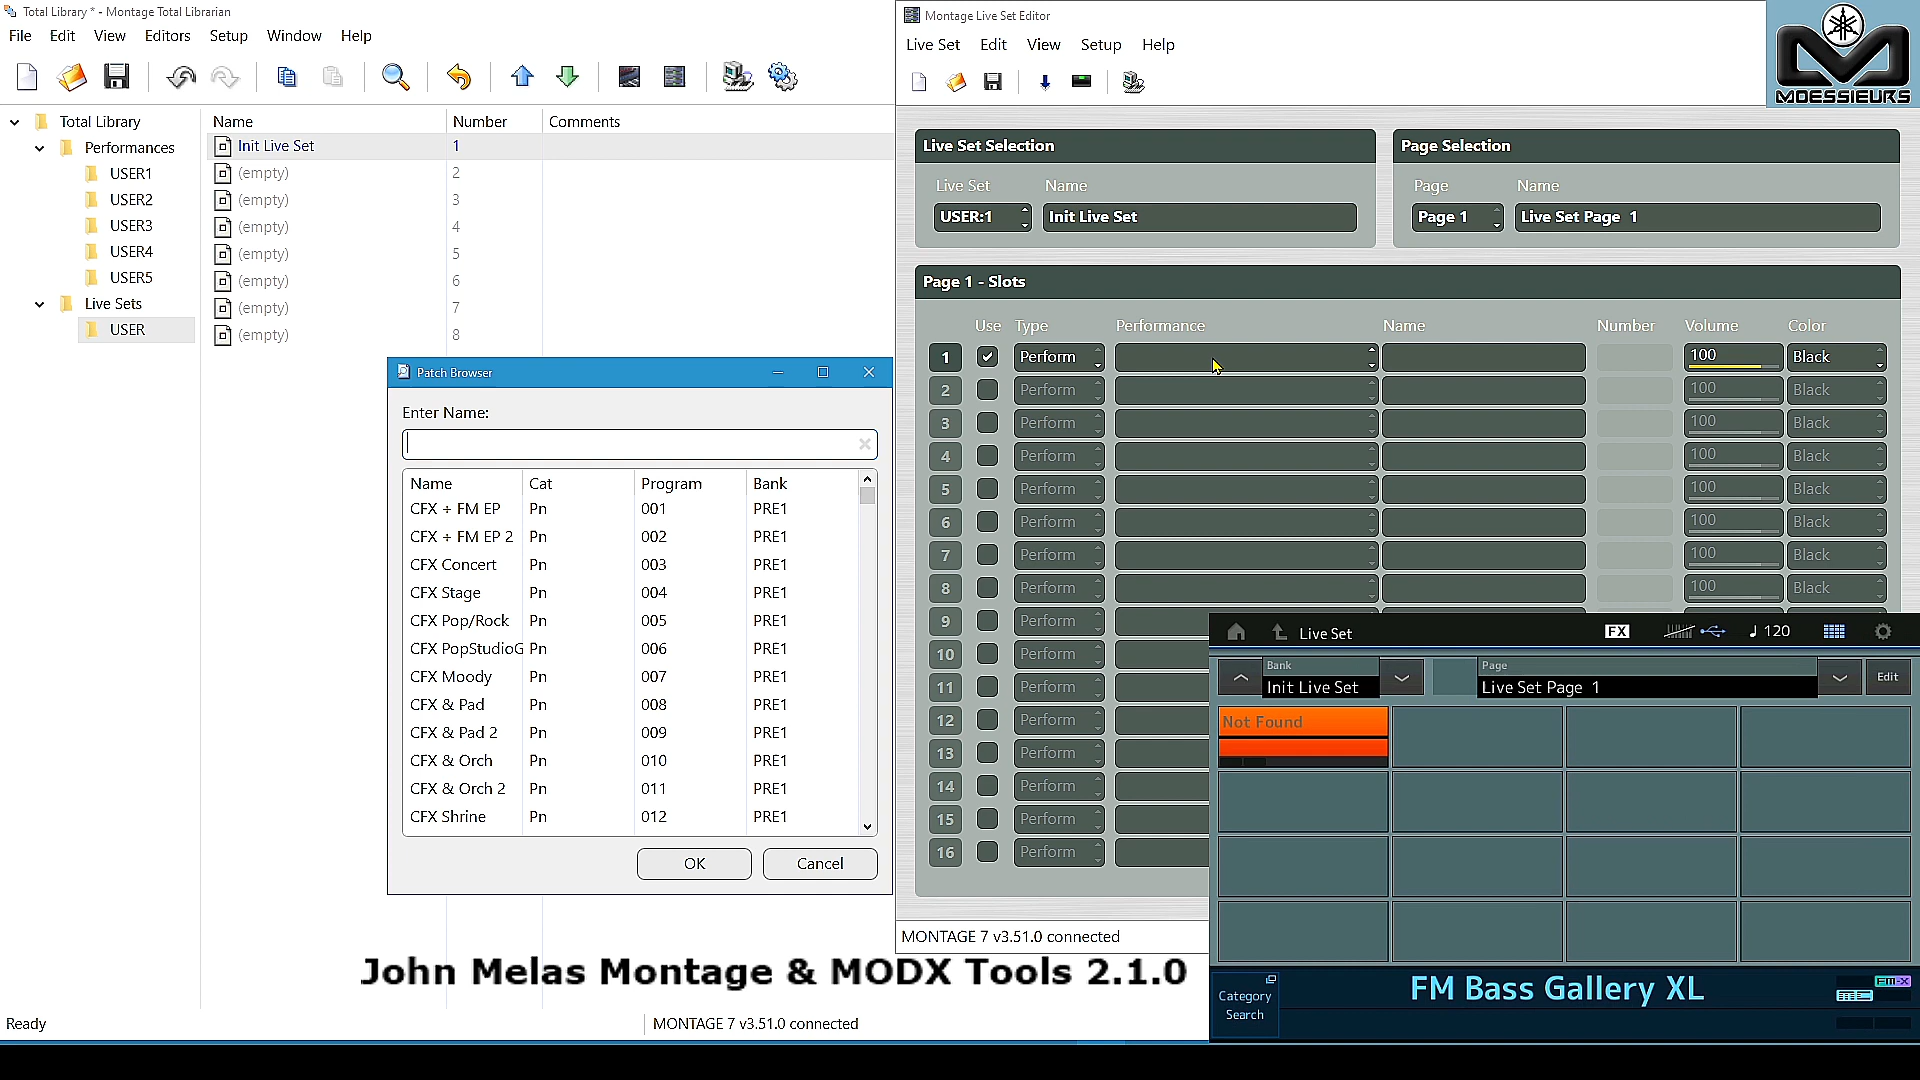 Total Library * - Montage Total Librarian
File Edit View Editors Setup Window Help
Total Library
Performances
USER1
USER2
USER3
USER4
USER5
Live Sets
USER
Name Number Comments
Init Live Set 1
(empty) 2
(empty) 3
(empty) 4
(empty) 5
(empty) 6
(empty) 7
(empty) 8
Patch Browser
Enter Name:
Name Cat Program Bank
CFX + FM EP Pn 001 PRE1
CFX + FM EP 2 Pn 002 PRE1
CFX Concert Pn 003 PRE1
CFX Stage Pn 004 PRE1
CFX Pop/Rock Pn 005 PRE1
CFX PopStudioG Pn 006 PRE1
CFX Moody Pn 007 PRE1
CFX & Pad Pn 008 PRE1
CFX & Pad 2 Pn 009 PRE1
CFX & Orch Pn 010 PRE1
CFX & Orch 2 Pn 011 PRE1
CFX Shrine Pn 012 PRE1
OK Cancel
Ready
MONTAGE 7 v3.51.0 connected
John Melas Montage & MODX Tools 2.1.0
Montage Live Set Editor
Live Set Edit View Setup Help
MOESSIEURS
Live Set Selection
Live Set Name
USER:1 Init Live Set
Page Selection
Page Name
Page 1 Live Set Page 1
Page 1 - Slots
Use Type Performance Name Number Volume Color
1 Perform 100 Black
2 Perform 100 Black
3 Perform 100 Black
4 Perform 100 Black
5 Perform 100 Black
6 Perform 100 Black
7 Perform 100 Black
8 Perform 100 Black
9 Perform
10 Perform
11 Perform
12 Perform
13 Perform
14 Perform
15 Perform
16 Perform
MONTAGE 7 v3.51.0 connected
Live Set FX 120
Bank Page
Init Live Set Live Set Page 1 Edit
Not Found
Category
Search
FM Bass Gallery XL
FM-X